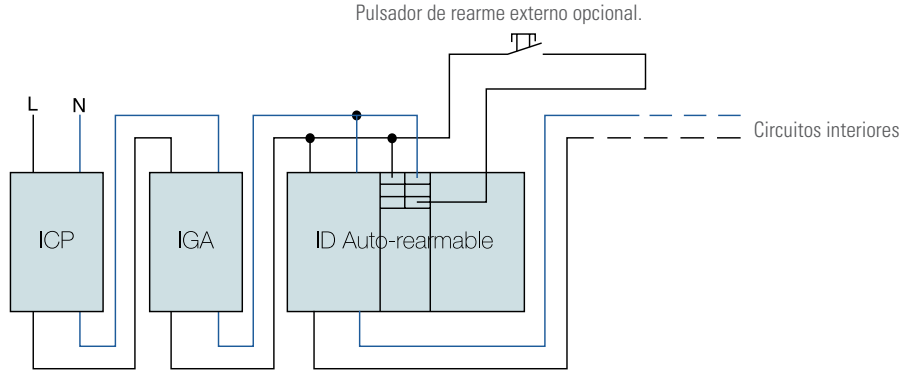 Pulsador de rearme externo opcional.
L N
Circuitos interiores
ICP IGA ID Auto-rearmable